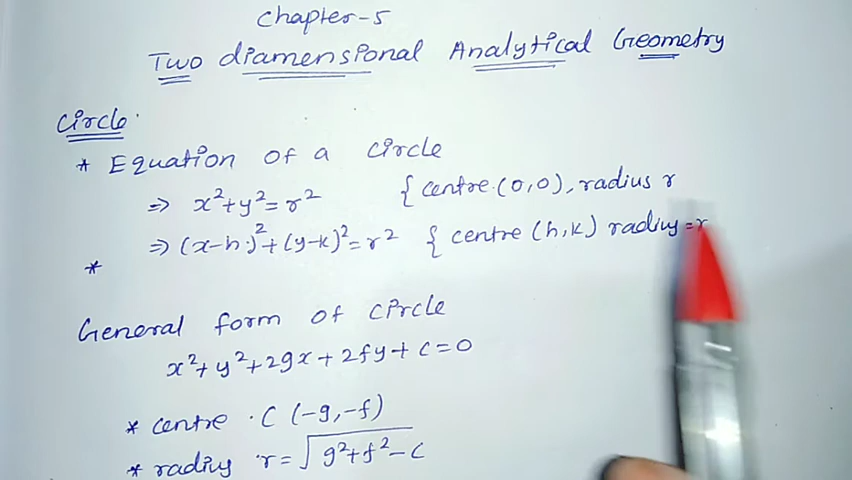 Chapter-5
Two diamensional Analytical Geometry
Circle.
* Equation of a circle
⇒ x²+y²=r² { centre.(0,0), radius r
⇒ (x-h.)²+(y-k)²=r² { centre (h,k) radius=r
*
General form of circle
x²+y²+2gx+2fy+c=0
* centre .C (-g,-f)
* radius r=√g²+f²-c